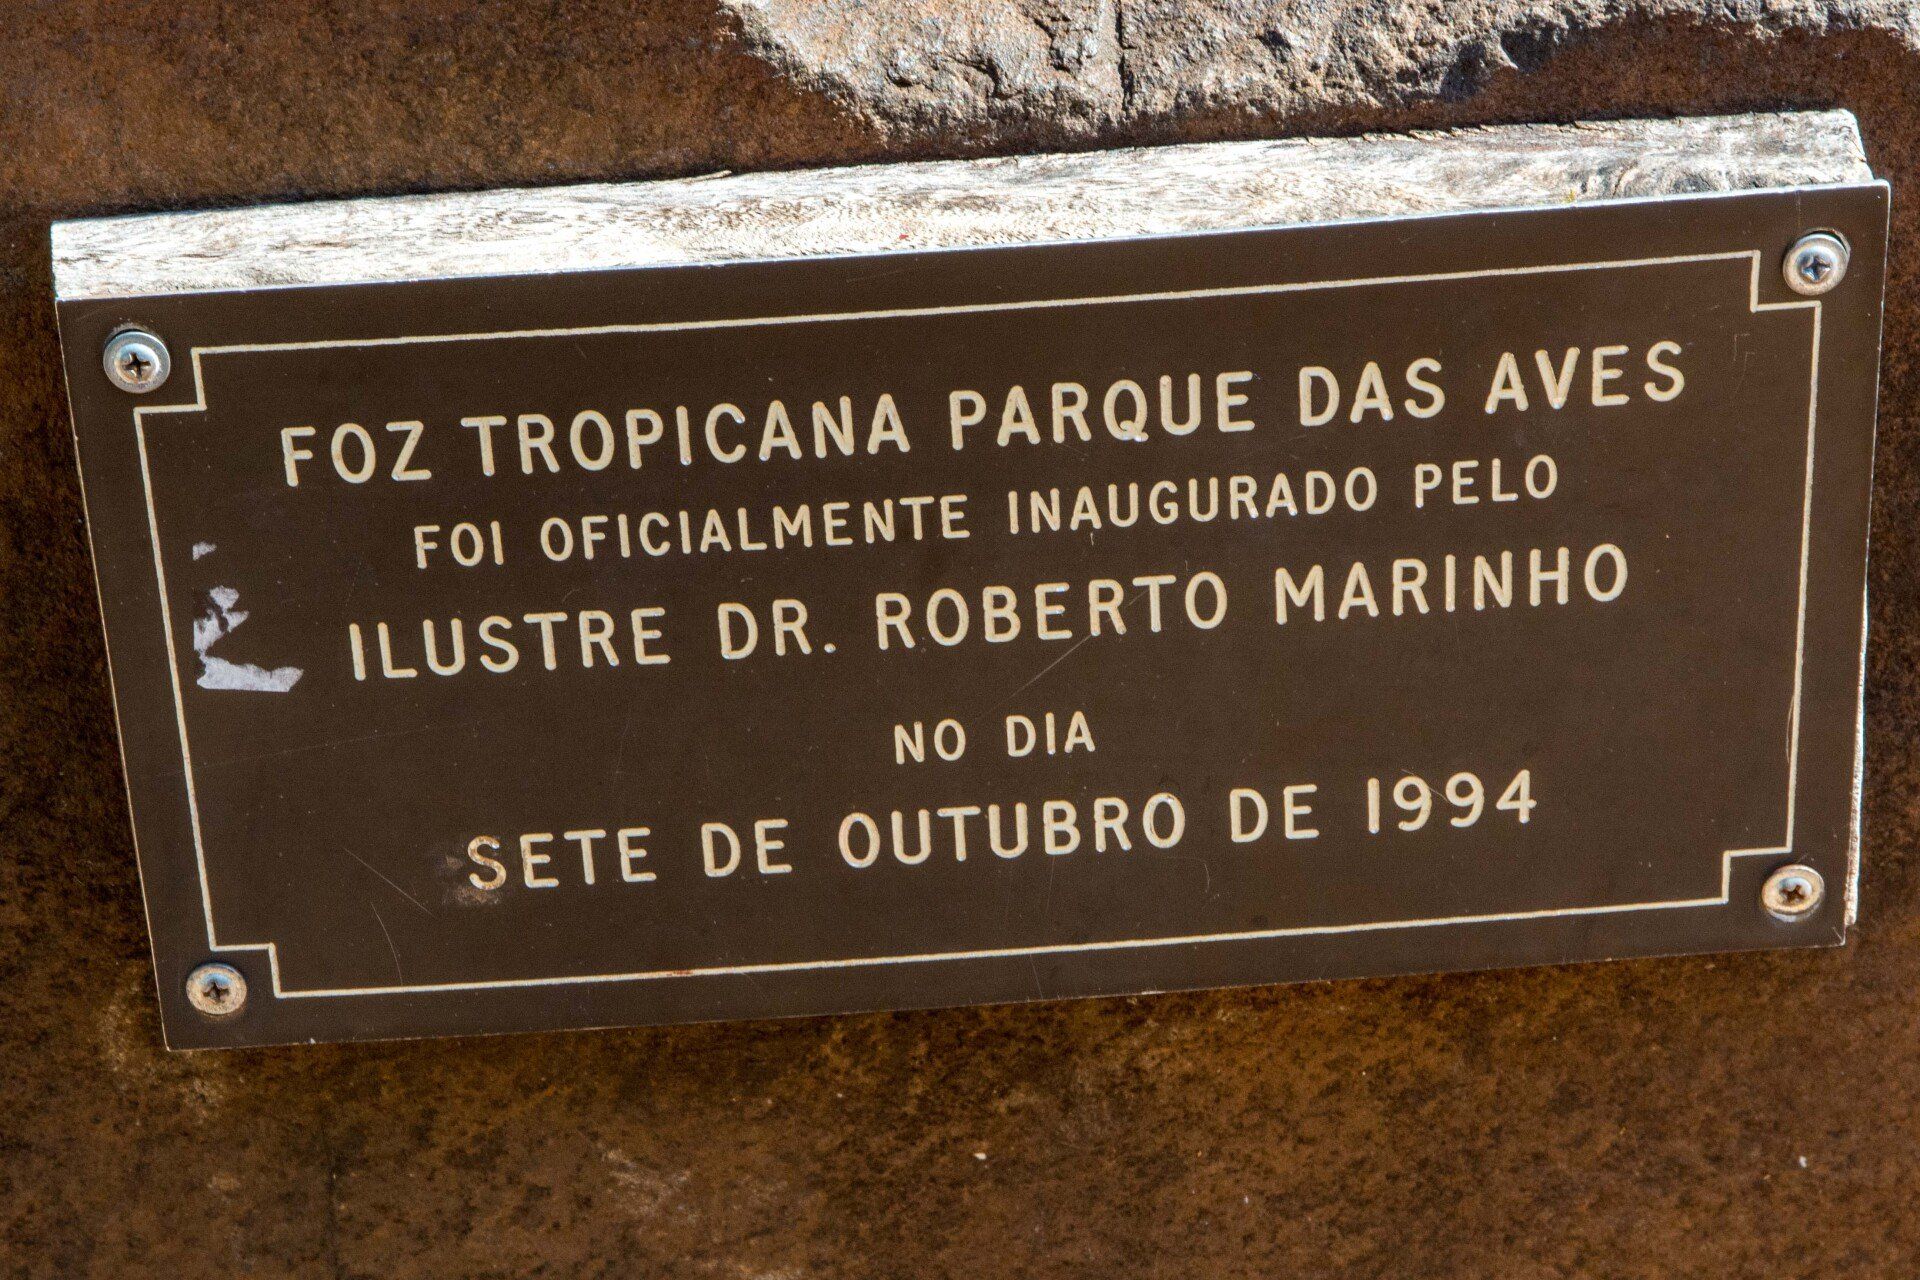 FOZ TROPICANA PARQUE DAS AVES
FOI OFICIALMENTE INAUGURADO PELO
ILUSTRE DR. ROBERTO MARINHO
NO DIA
SETE DE OUTUBRO DE 1994